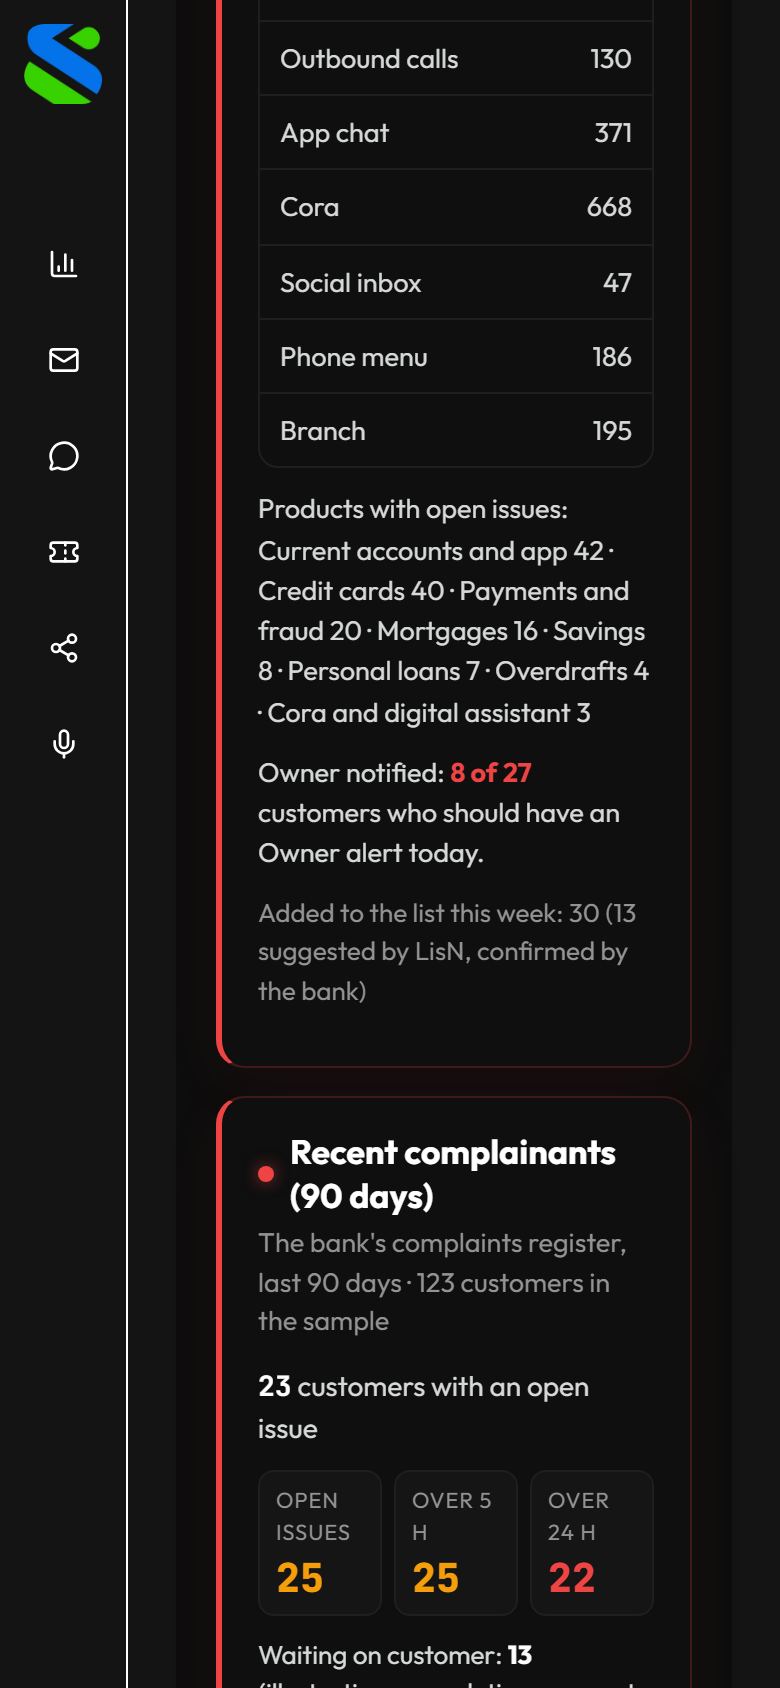 Outbound calls 130
App chat 371
Cora 668
Social inbox 47
Phone menu 186
Branch 195
Products with open issues:
Current accounts and app 42 ·
Credit cards 40 · Payments and
fraud 20 · Mortgages 16 · Savings
8 · Personal loans 7 · Overdrafts 4
· Cora and digital assistant 3
Owner notified: 8 of 27
customers who should have an
Owner alert today.
Added to the list this week: 30 (13
suggested by LisN, confirmed by
the bank)
Recent complainants
(90 days)
The bank's complaints register,
last 90 days · 123 customers in
the sample
23 customers with an open
issue
OPEN ISSUES 25
OVER 5 H 25
OVER 24 H 22
Waiting on customer: 13